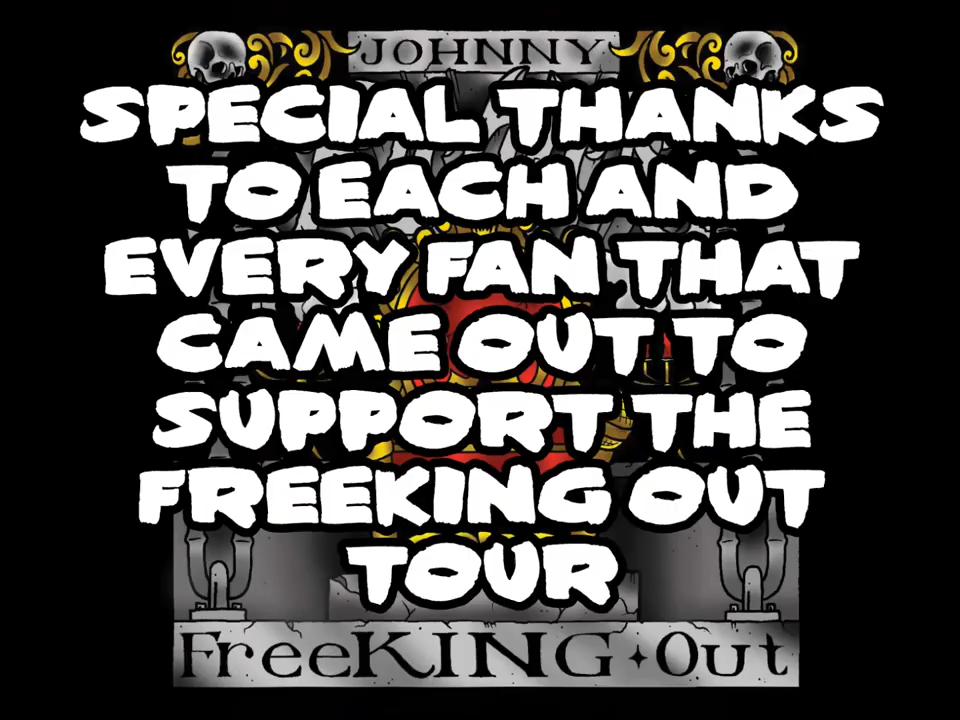 JOHNNY
SPECIAL THANKS
TO EACH AND
EVERY FAN THAT
CAME OUT TO
SUPPORT THE
FREEKING OUT
TOUR
FreeKING Out